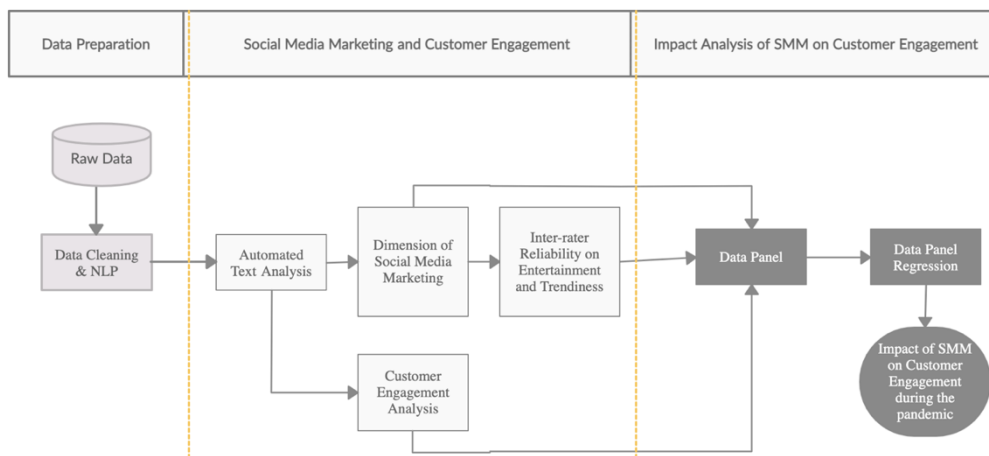 Data Preparation
Social Media Marketing and Customer Engagement
Impact Analysis of SMM on Customer Engagement
Raw Data
Data Cleaning
& NLP
Automated
Text Analysis
Dimension of
Social Media
Marketing
Inter-rater
Reliability on
Entertainment
and Trendiness
Data Panel
Data Panel
Regression
Customer
Engagement
Analysis
Impact of SMM
on Customer
Engagement
during the
pandemic